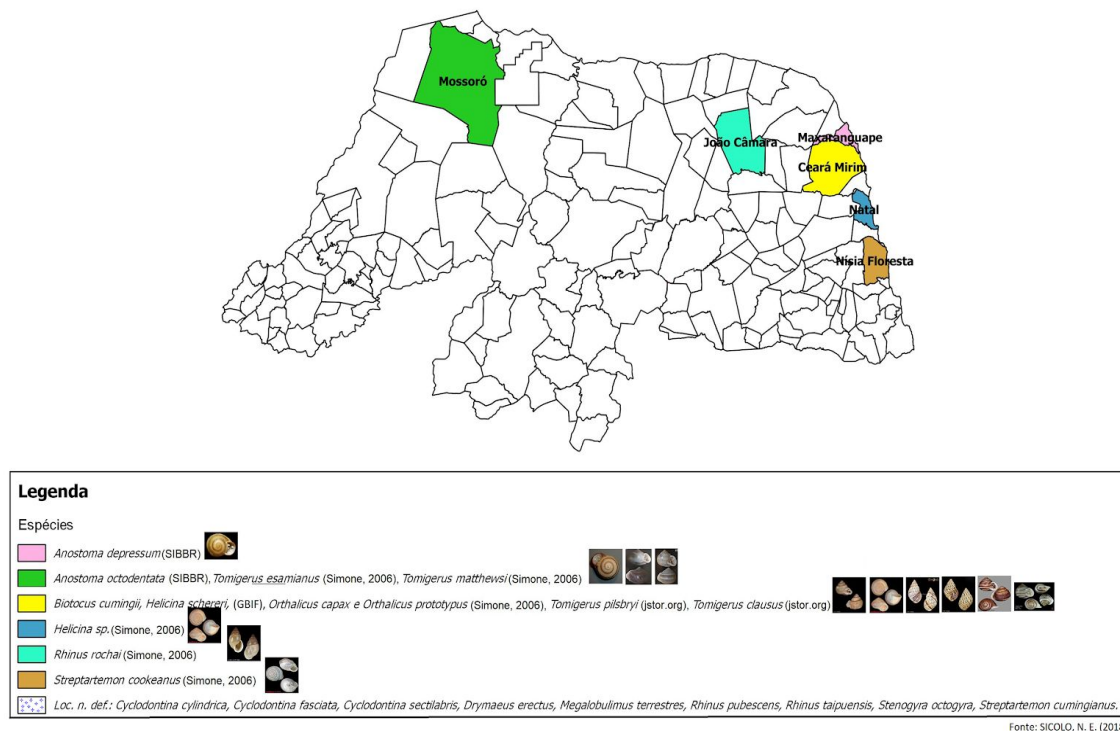 Mossoró
João Câmara
Maxaranguape
Ceará Mirim
Natal
Nísia Floresta
Legenda
Espécies
Anostoma depressum (SIBBR)
Anostoma octodentata (SIBBR), Tomigerus esamianus (Simone, 2006), Tomigerus matthewsi (Simone, 2006)
Biotocus cumingii, Helicina schereri, (GBIF), Orthalicus capax e Orthalicus prototypus (Simone, 2006), Tomigerus pilsbryi (jstor.org), Tomigerus clausus (jstor.org)
Helicina sp. (Simone, 2006)
Rhinus rochai (Simone, 2006)
Streptartemon cookeanus (Simone, 2006)
Loc. n. def.: Cyclodontina cylindrica, Cyclodontina fasciata, Cyclodontina sectilabris, Drymaeus erectus, Megalobulimus terrestres, Rhinus pubescens, Rhinus taipuensis, Stenogyra octogyra, Streptartemon cumingianus.
Fonte: SICOLO, N. E. (2018